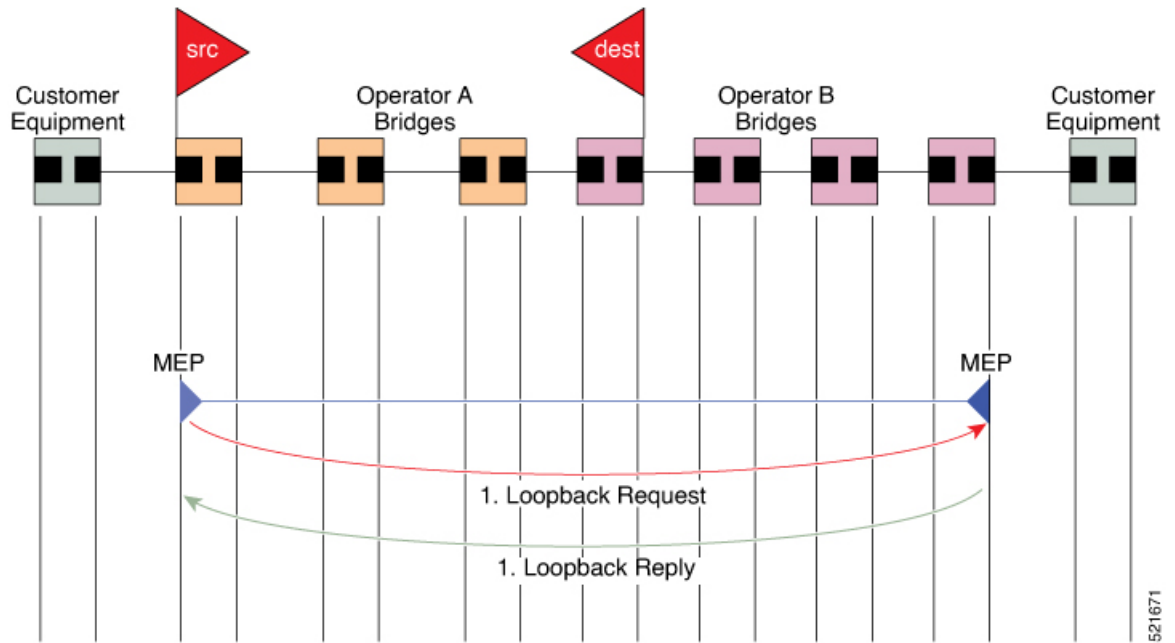 src
dest
Customer
Equipment
Operator A
Bridges
Operator B
Bridges
Customer
Equipment
MEP
MEP
1. Loopback Request
1. Loopback Reply
521671